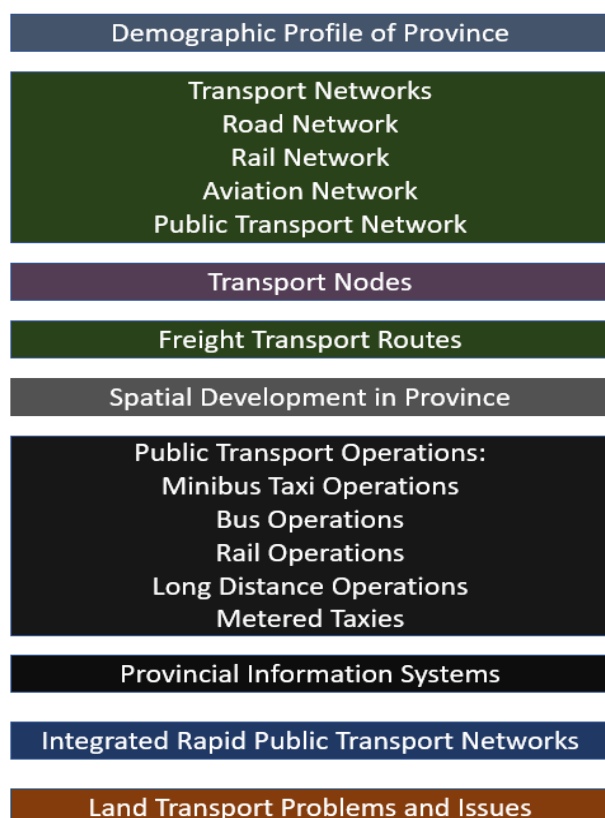 Demographic Profile of Province
Transport Networks
Road Network
Rail Network
Aviation Network
Public Transport Network
Transport Nodes
Freight Transport Routes
Spatial Development in Province
Public Transport Operations:
Minibus Taxi Operations
Bus Operations
Rail Operations
Long Distance Operations
Metered Taxies
Provincial Information Systems
Integrated Rapid Public Transport Networks
Land Transport Problems and Issues